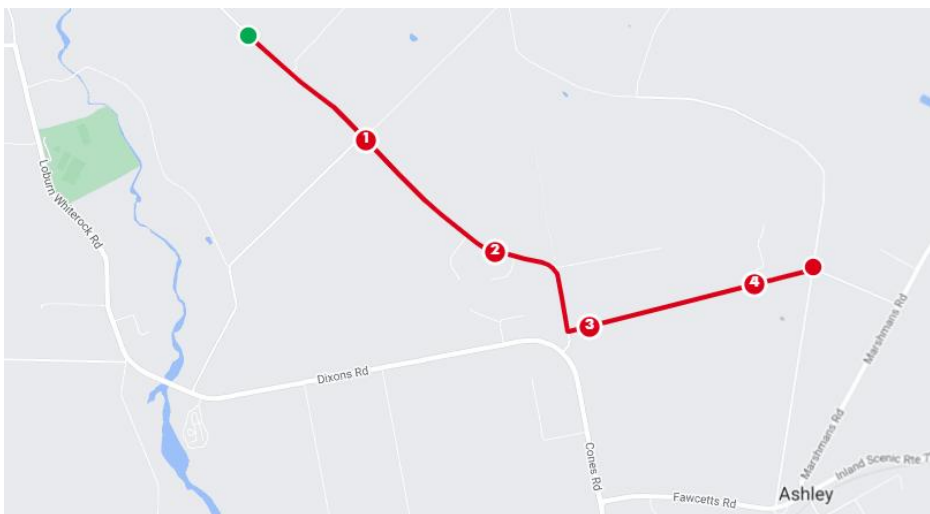 1
Loburn Whiterock Rd
2
4
3
Marshmans Rd
Dixons Rd
Marshmans Rd
Cones Rd
Inland Scenic Rte 7
Ashley
Fawcetts Rd